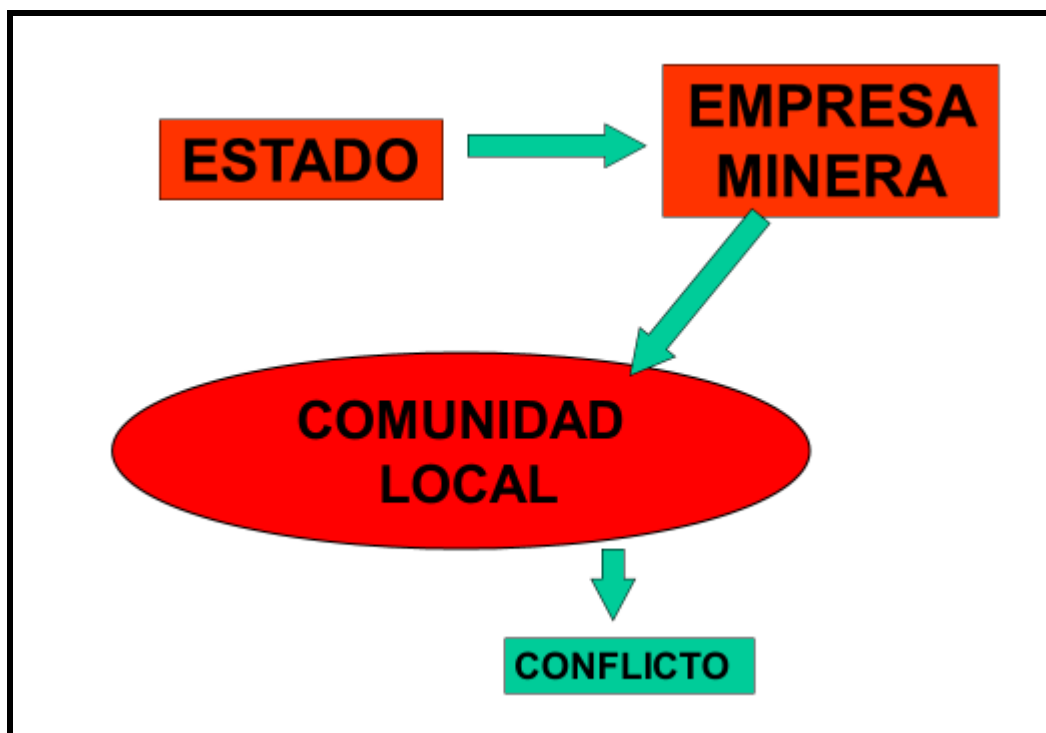 ESTADO
EMPRESA
MINERA
COMUNIDAD
LOCAL
CONFLICTO